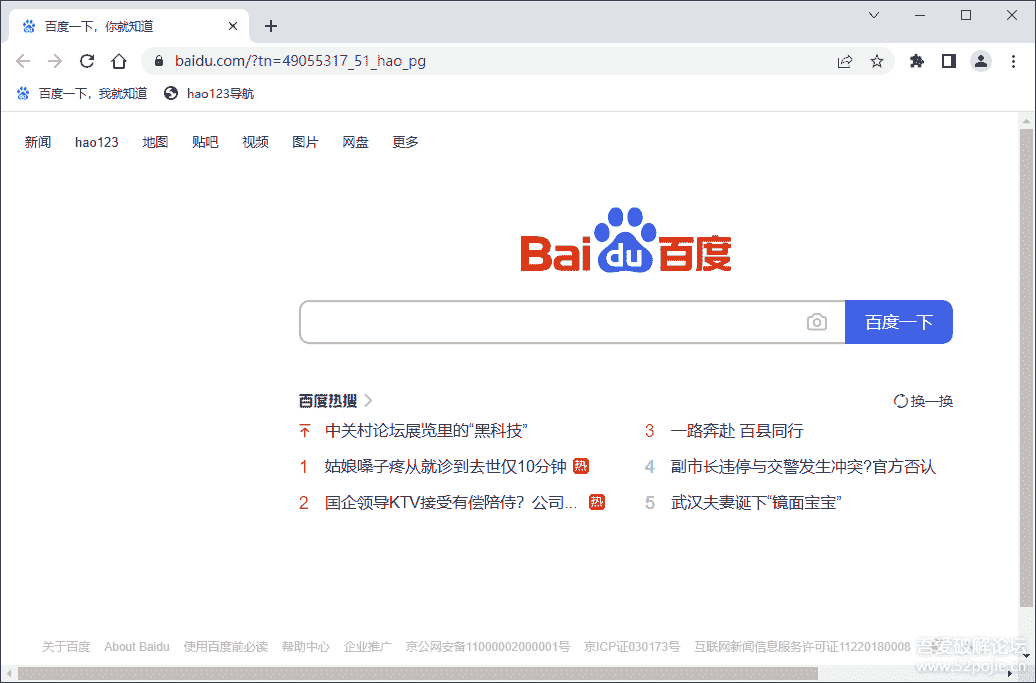 百度一下，你就知道
baidu.com/?tn=49055317_51_hao_pg
百度一下，我就知道 hao123导航
新闻 hao123 地图 贴吧 视频 图片 网盘 更多
Bai du 百度
百度一下
百度热搜 换一换
中关村论坛展览里的“黑科技” 3 一路奔赴 百县同行
1 姑娘嗓子疼从就诊到去世仅10分钟 热 4 副市长违停与交警发生冲突?官方否认
2 国企领导KTV接受有偿陪侍？公司... 热 5 武汉夫妻诞下“镜面宝宝”
关于百度 About Baidu 使用百度前必读 帮助中心 企业推广 京公网安备11000002000001号 京ICP证030173号 互联网新闻信息服务许可证11220180008
吾爱破解论坛
www.52pojie.cn